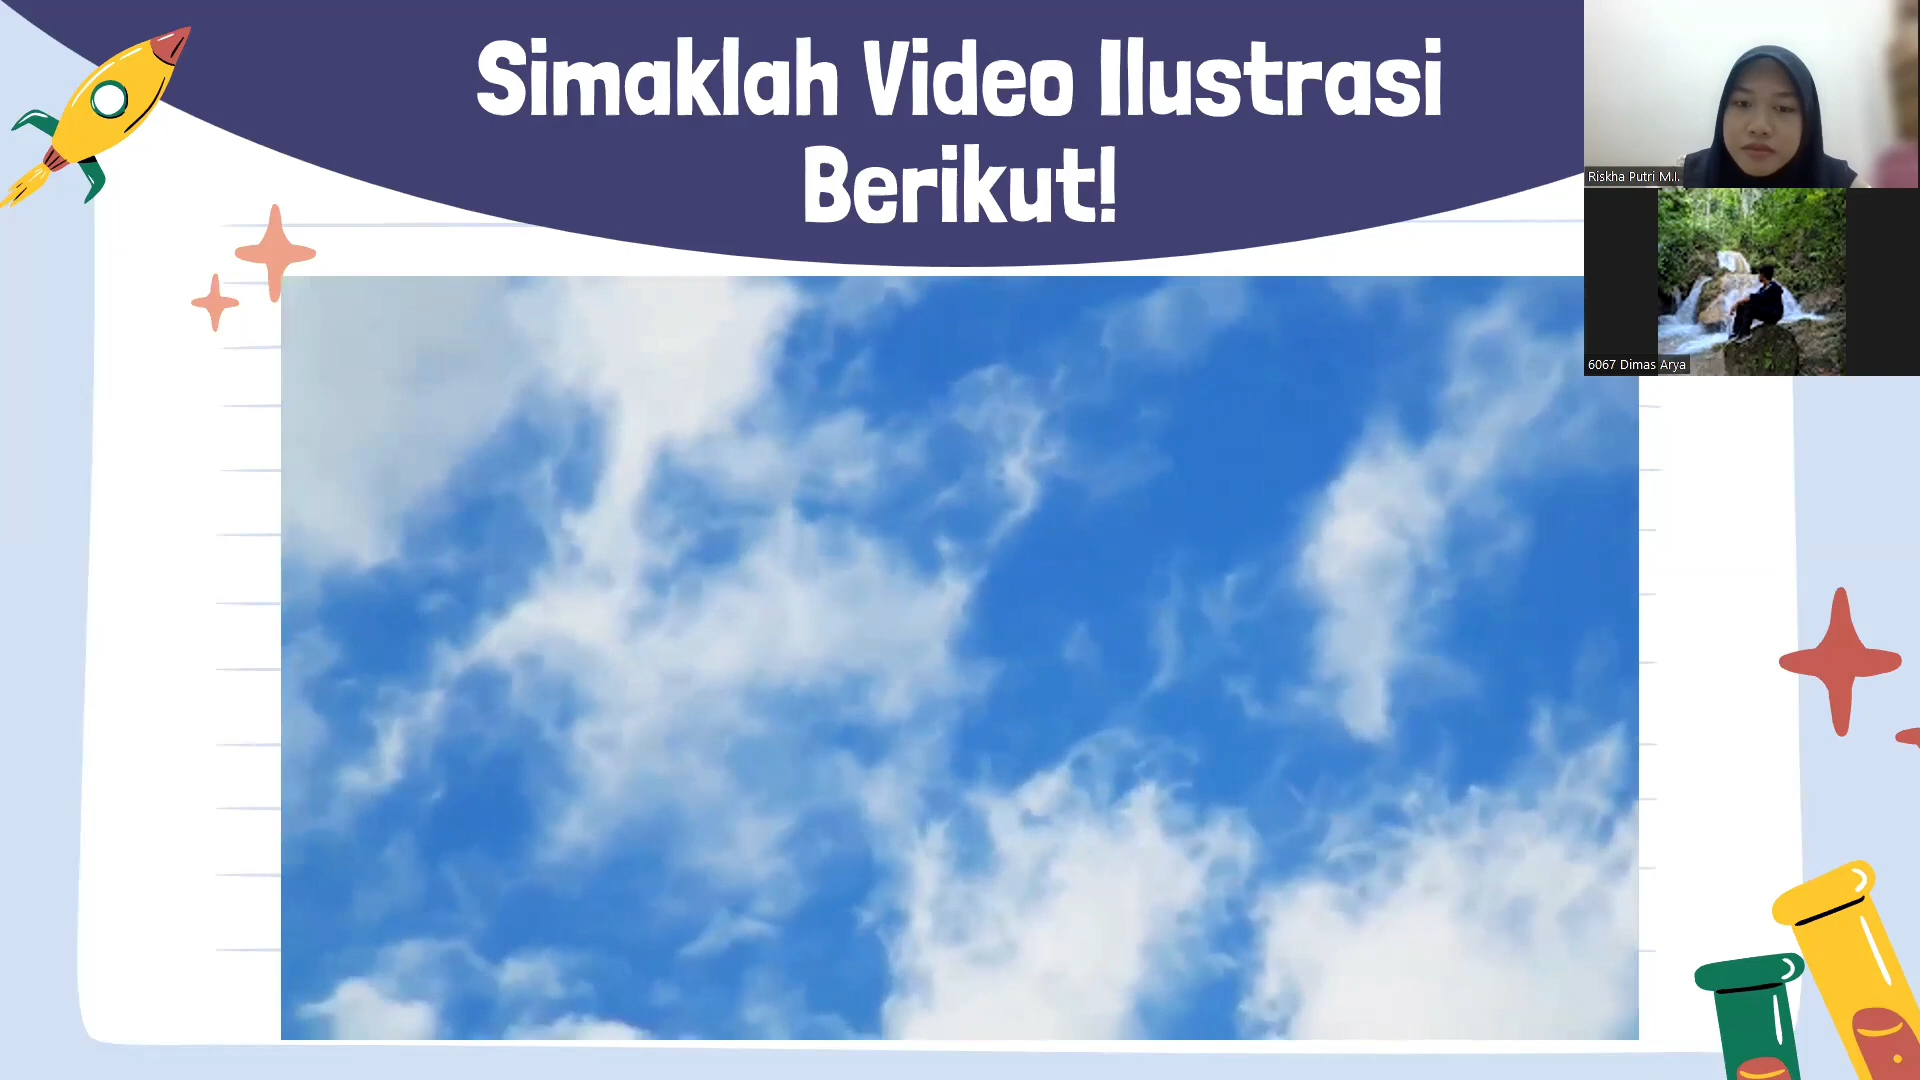 Simaklah Video Ilustrasi
Berikut!
Riskha Putri M.I.
6067 Dimas Arya